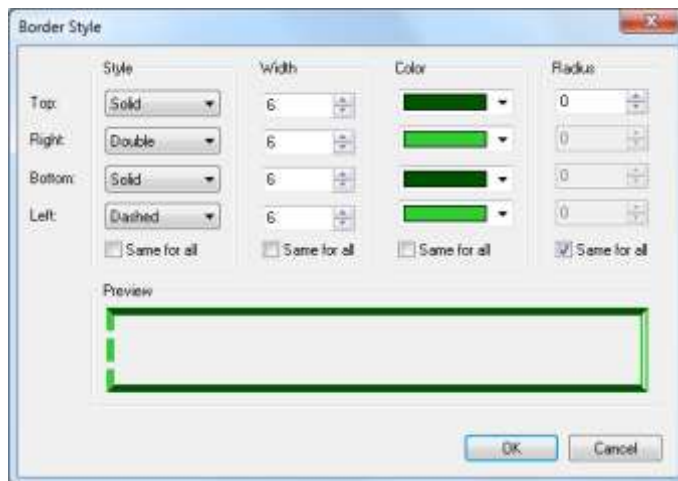 Border Style
Style Width Color Radius
Top: Solid 6 0
Right: Double 6 0
Bottom: Solid 6 0
Left: Dashed 6 0
Same for all Same for all Same for all Same for all
Preview
OK Cancel